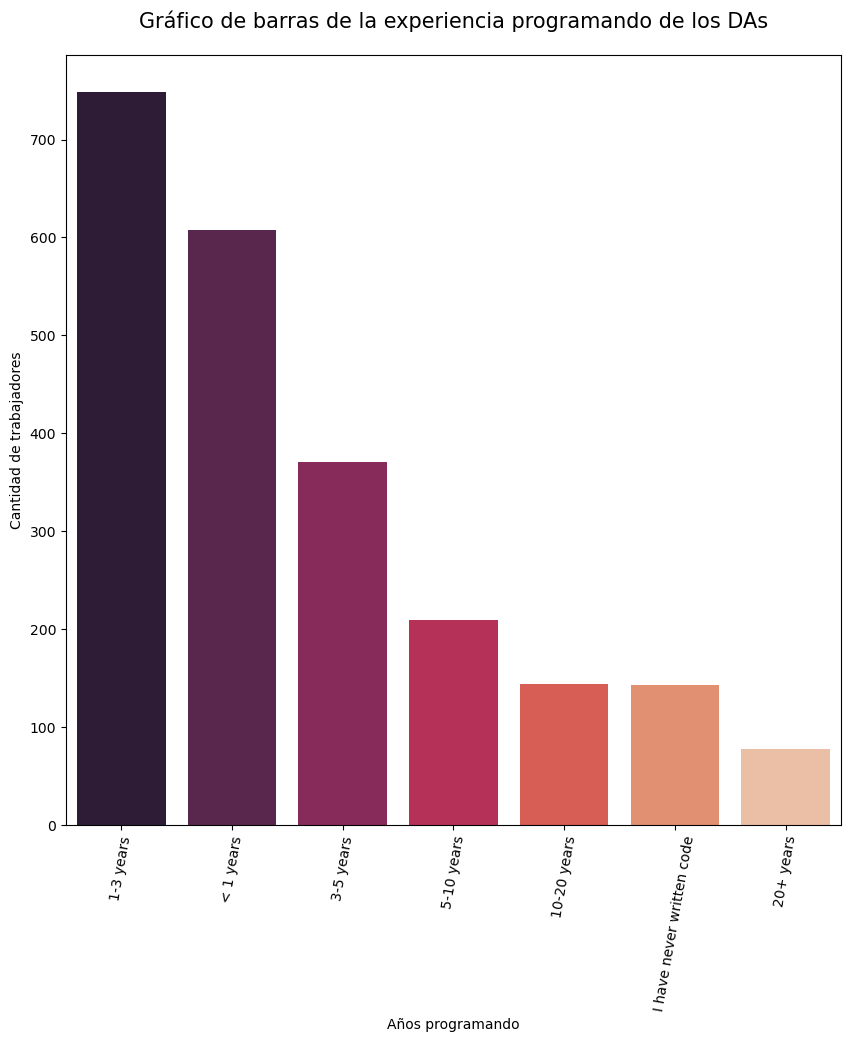 Gráfico de barras de la experiencia programando de los DAs
Cantidad de trabajadores
700
600
500
400
300
200
100
0
1-3 years
< 1 years
3-5 years
5-10 years
10-20 years
I have never written code
20+ years
Años programando